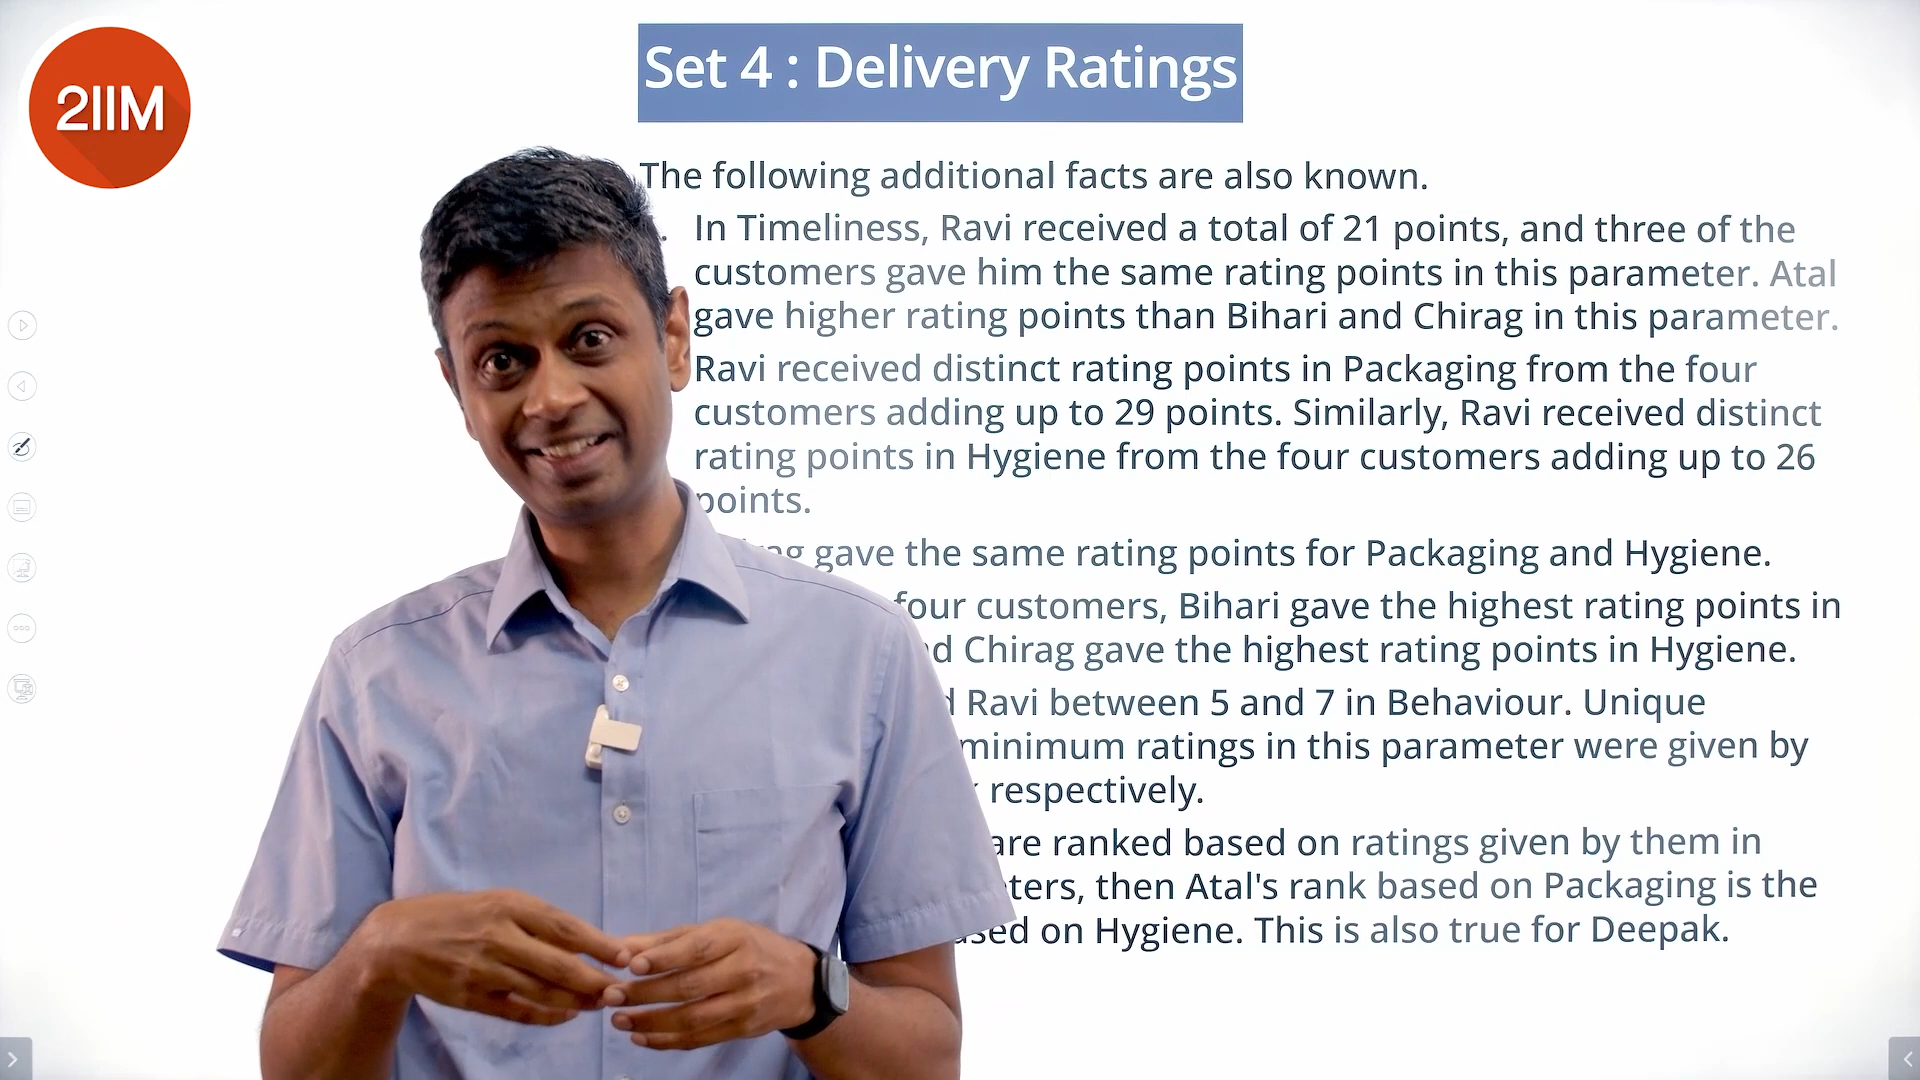 2IIM
Set 4 : Delivery Ratings
The following additional facts are also known.
. In Timeliness, Ravi received a total of 21 points, and three of the
customers gave him the same rating points in this parameter. Atal
gave higher rating points than Bihari and Chirag in this parameter.
Ravi received distinct rating points in Packaging from the four
customers adding up to 29 points. Similarly, Ravi received distinct
rating points in Hygiene from the four customers adding up to 26
points.
gave the same rating points for Packaging and Hygiene.
four customers, Bihari gave the highest rating points in
Chirag gave the highest rating points in Hygiene.
Ravi between 5 and 7 in Behaviour. Unique
minimum ratings in this parameter were given by
respectively.
are ranked based on ratings given by them in
then Atal's rank based on Packaging is the
on Hygiene. This is also true for Deepak.